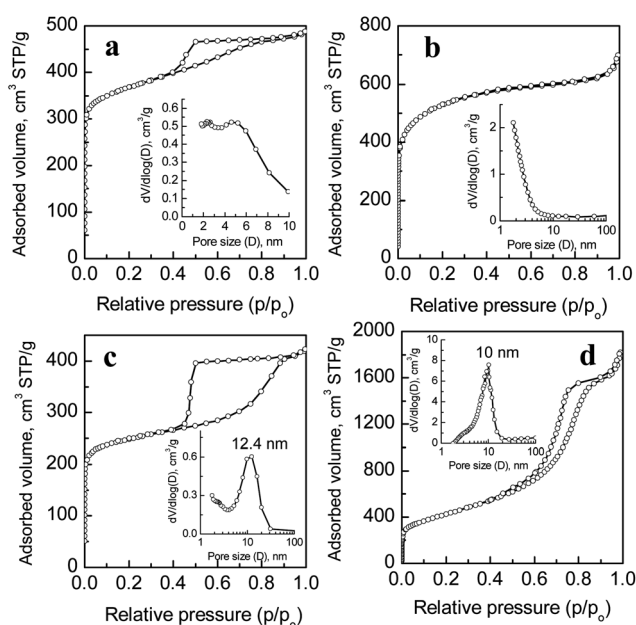 a
500
400
300
200
100
0
0.0 0.2 0.4 0.6 0.8 1.0
Adsorbed volume, cm³ STP/g
Relative pressure (p/pₒ)
0.6
0.5
0.4
0.3
0.2
0.1
0.0
0 2 4 6 8 10
dV/dlog(D), cm³/g
Pore size (D), nm
b
800
600
400
200
0
0.0 0.2 0.4 0.6 0.8 1.0
Adsorbed volume, cm³ STP/g
Relative pressure (p/pₒ)
2
1
0
1 10 100
dV/dlog(D), cm³/g
Pore size (D), nm
c
400
300
200
100
0
0.0 0.2 0.4 0.6 0.8 1.0
Adsorbed volume, cm³ STP/g
Relative pressure (p/pₒ)
12.4 nm
0.8
0.6
0.4
0.2
0.0
1 10 100
dV/dlog(D), cm³/g
Pore size (D), nm
d
2000
1600
1200
800
400
0
0.0 0.2 0.4 0.6 0.8 1.0
Adsorbed volume, cm³ STP/g
Relative pressure (p/pₒ)
10 nm
8
6
4
2
0
1 10 100
dV/dlog(D), cm³/g
Pore size (D), nm